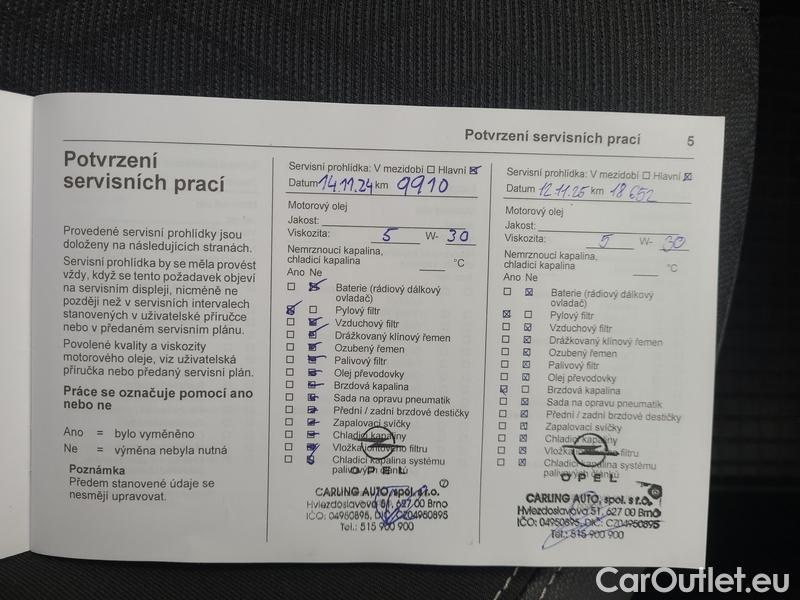 Potvrzení servisních prací 5
Potvrzení
servisních prací
Provedené servisní prohlídky jsou
doloženy na následujících stranách.
Servisní prohlídka by se měla provést
vždy, když se tento požadavek objeví
na servisním displeji, nicméně ne
později než v servisních intervalech
stanovených v uživatelské příručce
nebo v předaném servisním plánu.
Povolené kvality a viskozity
motorového oleje, viz uživatelská
příručka nebo předaný servisní plán.
Práce se označuje pomocí ano
nebo ne
Ano = bylo vyměněno
Ne = výměna nebyla nutná
Poznámka
Předem stanovené údaje se
nesmějí upravovat.
Servisní prohlídka: V mezidobí ☐ Hlavní ☒
Datum 14.11.24 km 9910
Motorový olej
Jakost:
Viskozita: 5 W- 30
Nemrznoucí kapalina,
chladicí kapalina °C
Ano Ne
☐ ☒ Baterie (rádiový dálkový
ovladač)
☒ ☐ Pylový filtr
☐ ☒ Vzduchový filtr
☐ ☒ Drážkovaný klínový řemen
☐ ☒ Ozubený řemen
☐ ☒ Palivový filtr
☐ ☒ Olej převodovky
☐ ☒ Brzdová kapalina
☐ ☒ Sada na opravu pneumatik
☐ ☒ Přední / zadní brzdové destičky
☐ ☒ Zapalovací svíčky
☐ ☒ Chladicí kapaliny
☐ ☒ Vložka iontového filtru
☐ ☒ Chladicí kapalina systému
palivových článků
OPEL
7
CARLING AUTO, spol. s r.o.
Hviezdoslavova 51, 627 00 Brno
IČO: 04950895, DIČ: CZ04950895
Tel.: 515 900 900
Servisní prohlídka: V mezidobí ☐ Hlavní ☒
Datum 12.11.25 km 18652
Motorový olej
Jakost:
Viskozita: 5 W- 30
Nemrznoucí kapalina,
chladicí kapalina °C
Ano Ne
☐ ☒ Baterie (rádiový dálkový
ovladač)
☒ ☐ Pylový filtr
☐ ☒ Vzduchový filtr
☐ ☒ Drážkovaný klínový řemen
☐ ☒ Ozubený řemen
☐ ☒ Palivový filtr
☐ ☒ Olej převodovky
☒ ☐ Brzdová kapalina
☐ ☒ Sada na opravu pneumatik
☐ ☒ Přední / zadní brzdové destičky
☐ ☒ Zapalovací svíčky
☐ ☒ Chladicí kapaliny
☐ ☒ Vložka iontového filtru
☐ ☒ Chladicí kapalina systému
palivových článků
OPEL
CARLING AUTO, spol. s r.o.
Hviezdoslavova 51, 627 00 Brno
IČO: 04950895, DIČ: CZ04950895
Tel.: 515 900 900
CarOutlet.eu